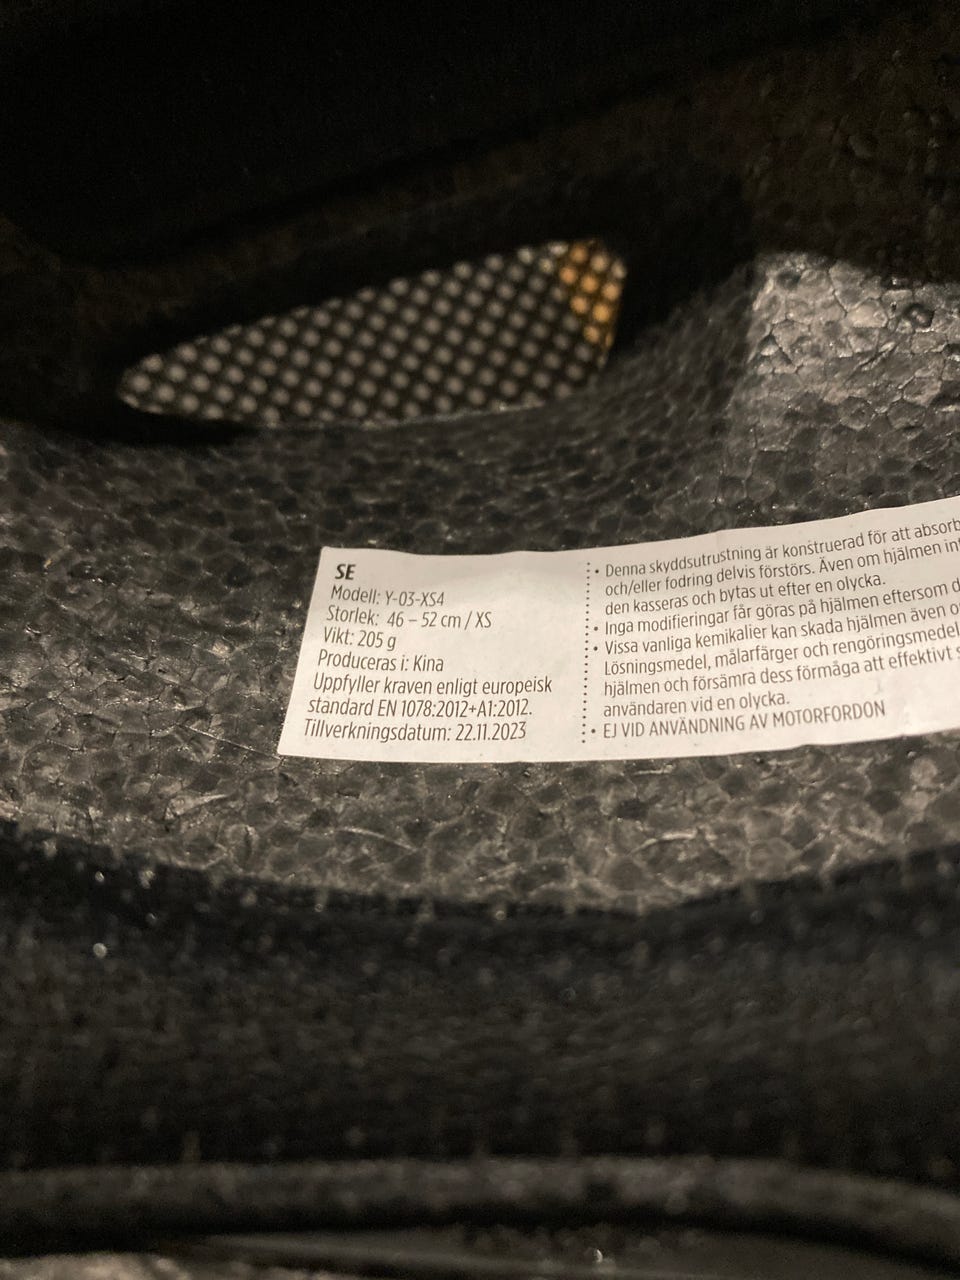 SE
Modell: Y-03-XS4
Storlek: 46 – 52 cm / XS
Vikt: 205 g
Produceras i: Kina
Uppfyller kraven enligt europeisk
standard EN 1078:2012+A1:2012.
Tillverkningsdatum: 22.11.2023
• Denna skyddsutrustning är konstruerad för att absorb
och/eller fodring delvis förstörs. Även om hjälmen in
den kasseras och bytas ut efter en olycka.
• Inga modifieringar får göras på hjälmen eftersom d
• Vissa vanliga kemikalier kan skada hjälmen även o
Lösningsmedel, målarfärger och rengöringsmedel
hjälmen och försämra dess förmåga att effektivt s
användaren vid en olycka.
• EJ VID ANVÄNDNING AV MOTORFORDON